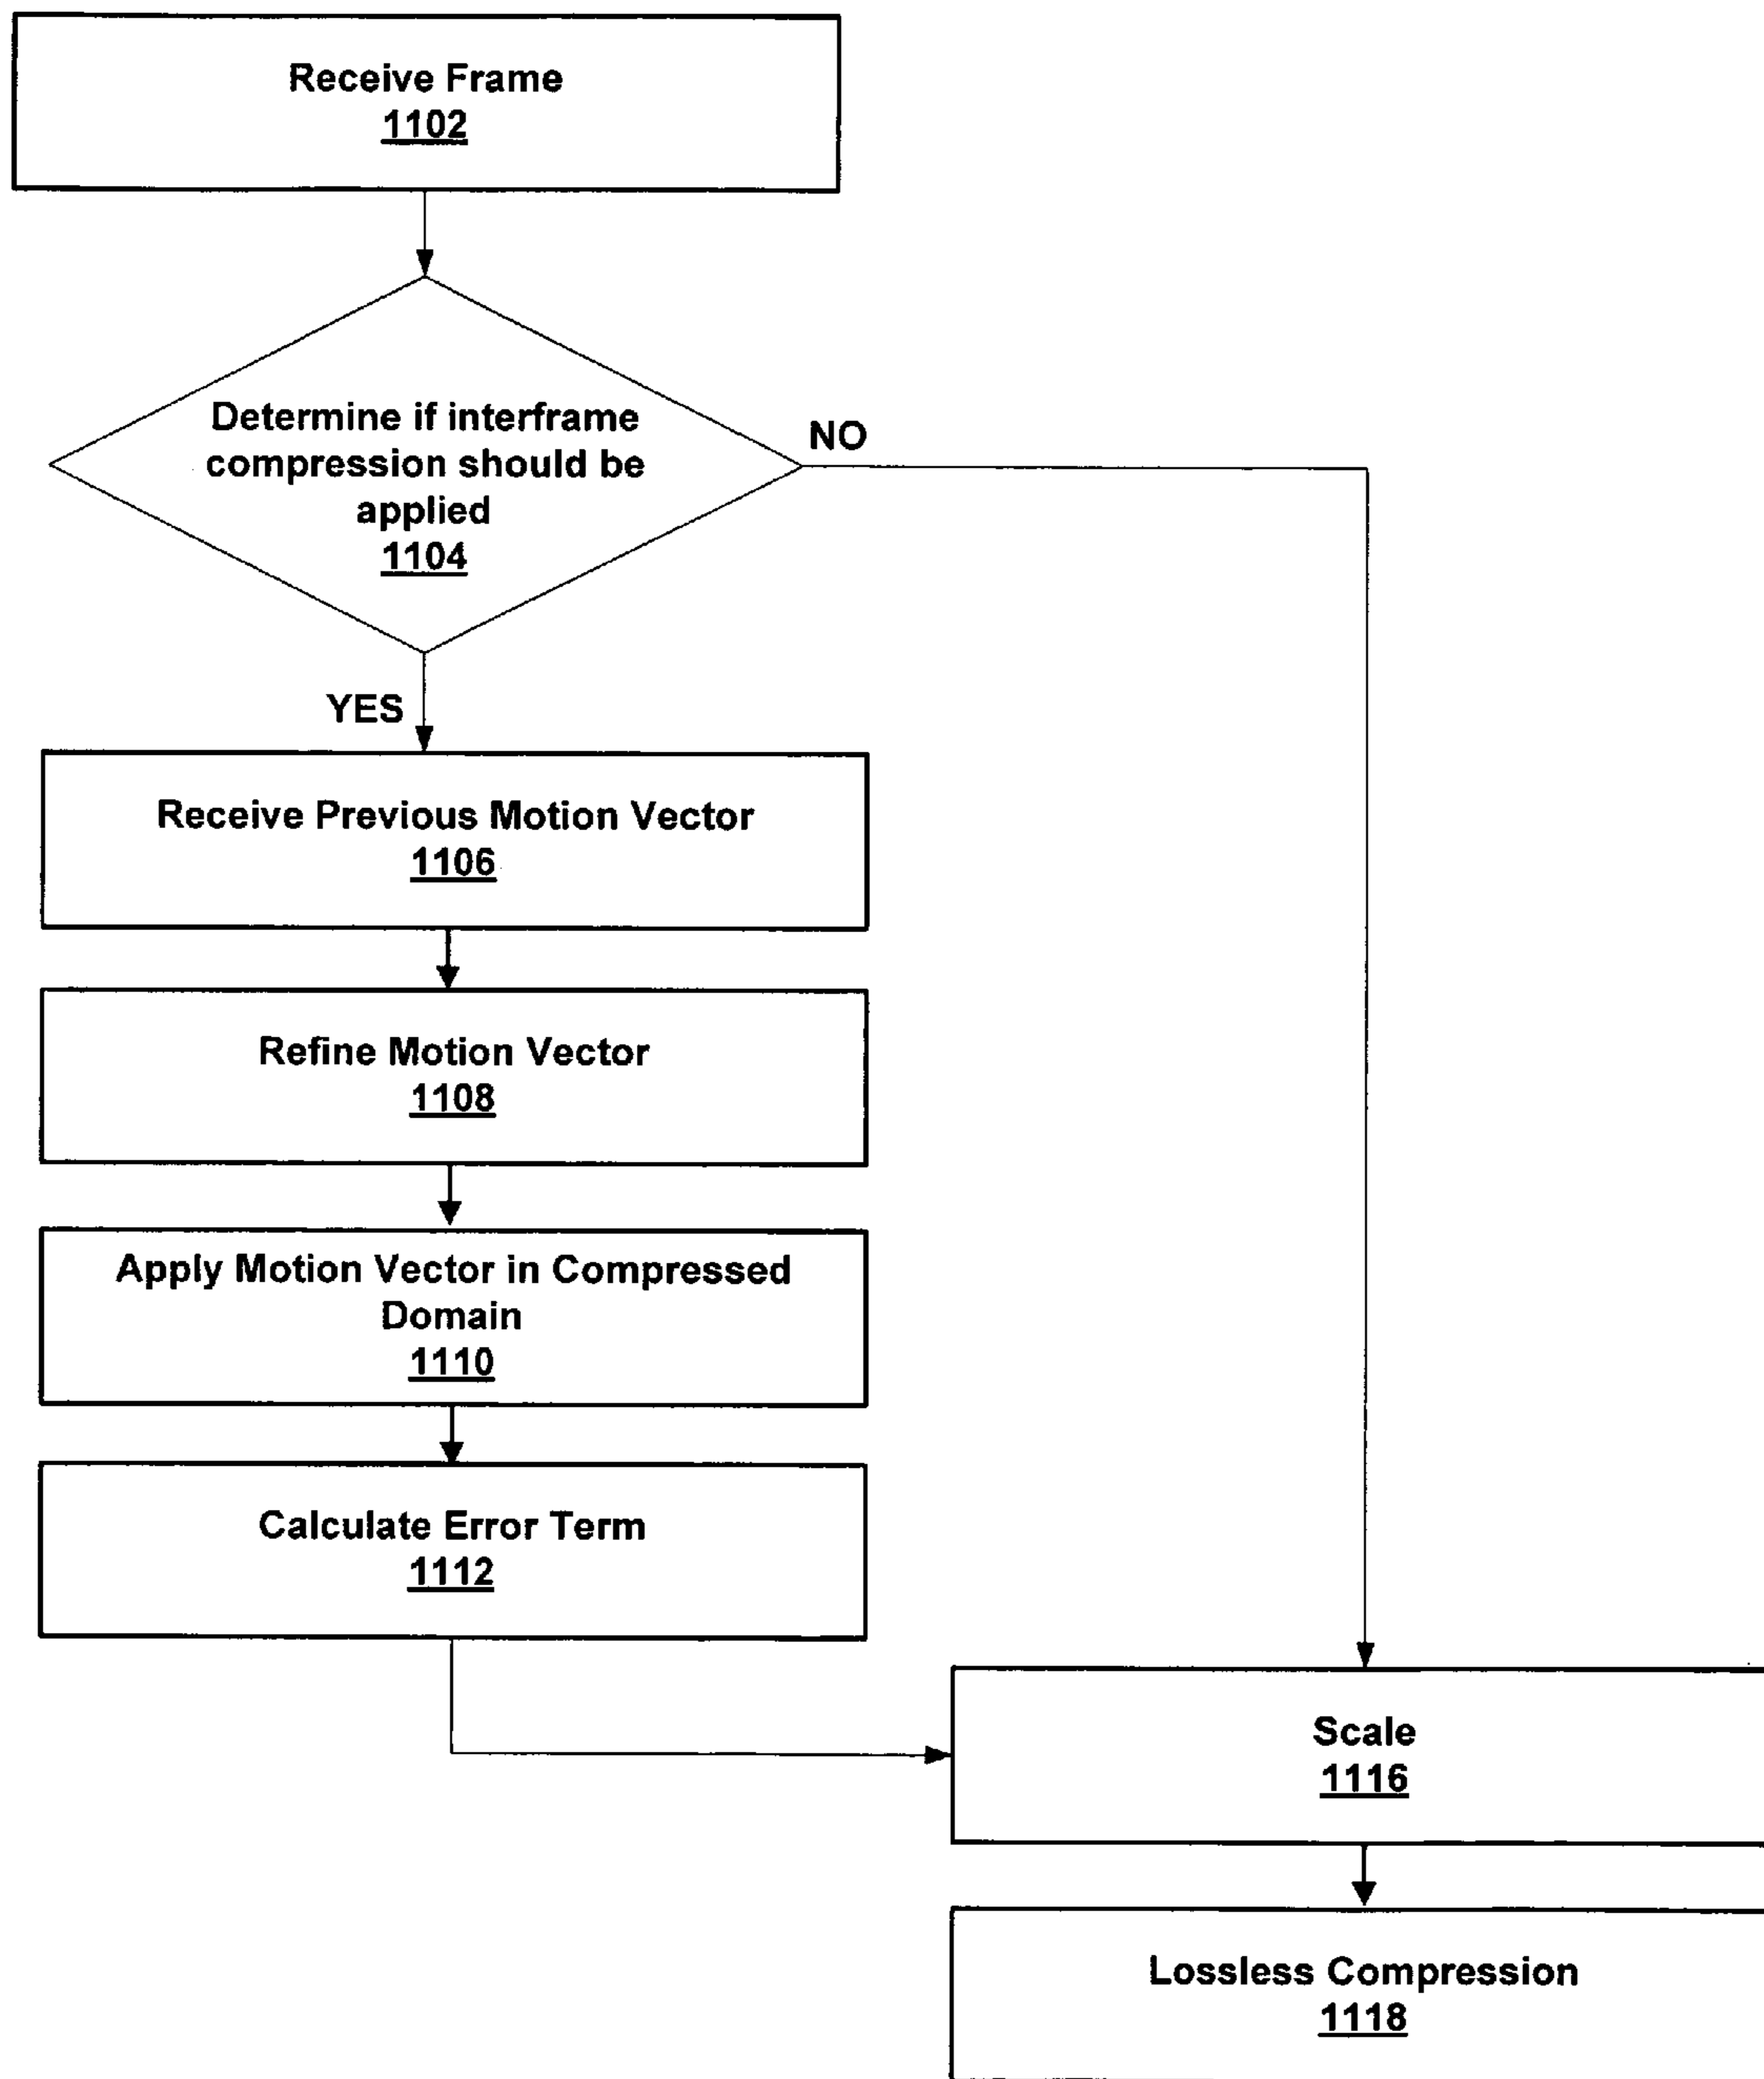 Receive Frame
1102
Determine if interframe
compression should be
applied
1104
NO
YES
Receive Previous Motion Vector
1106
Refine Motion Vector
1108
Apply Motion Vector in Compressed
Domain
1110
Calculate Error Term
1112
Scale
1116
Lossless Compression
1118